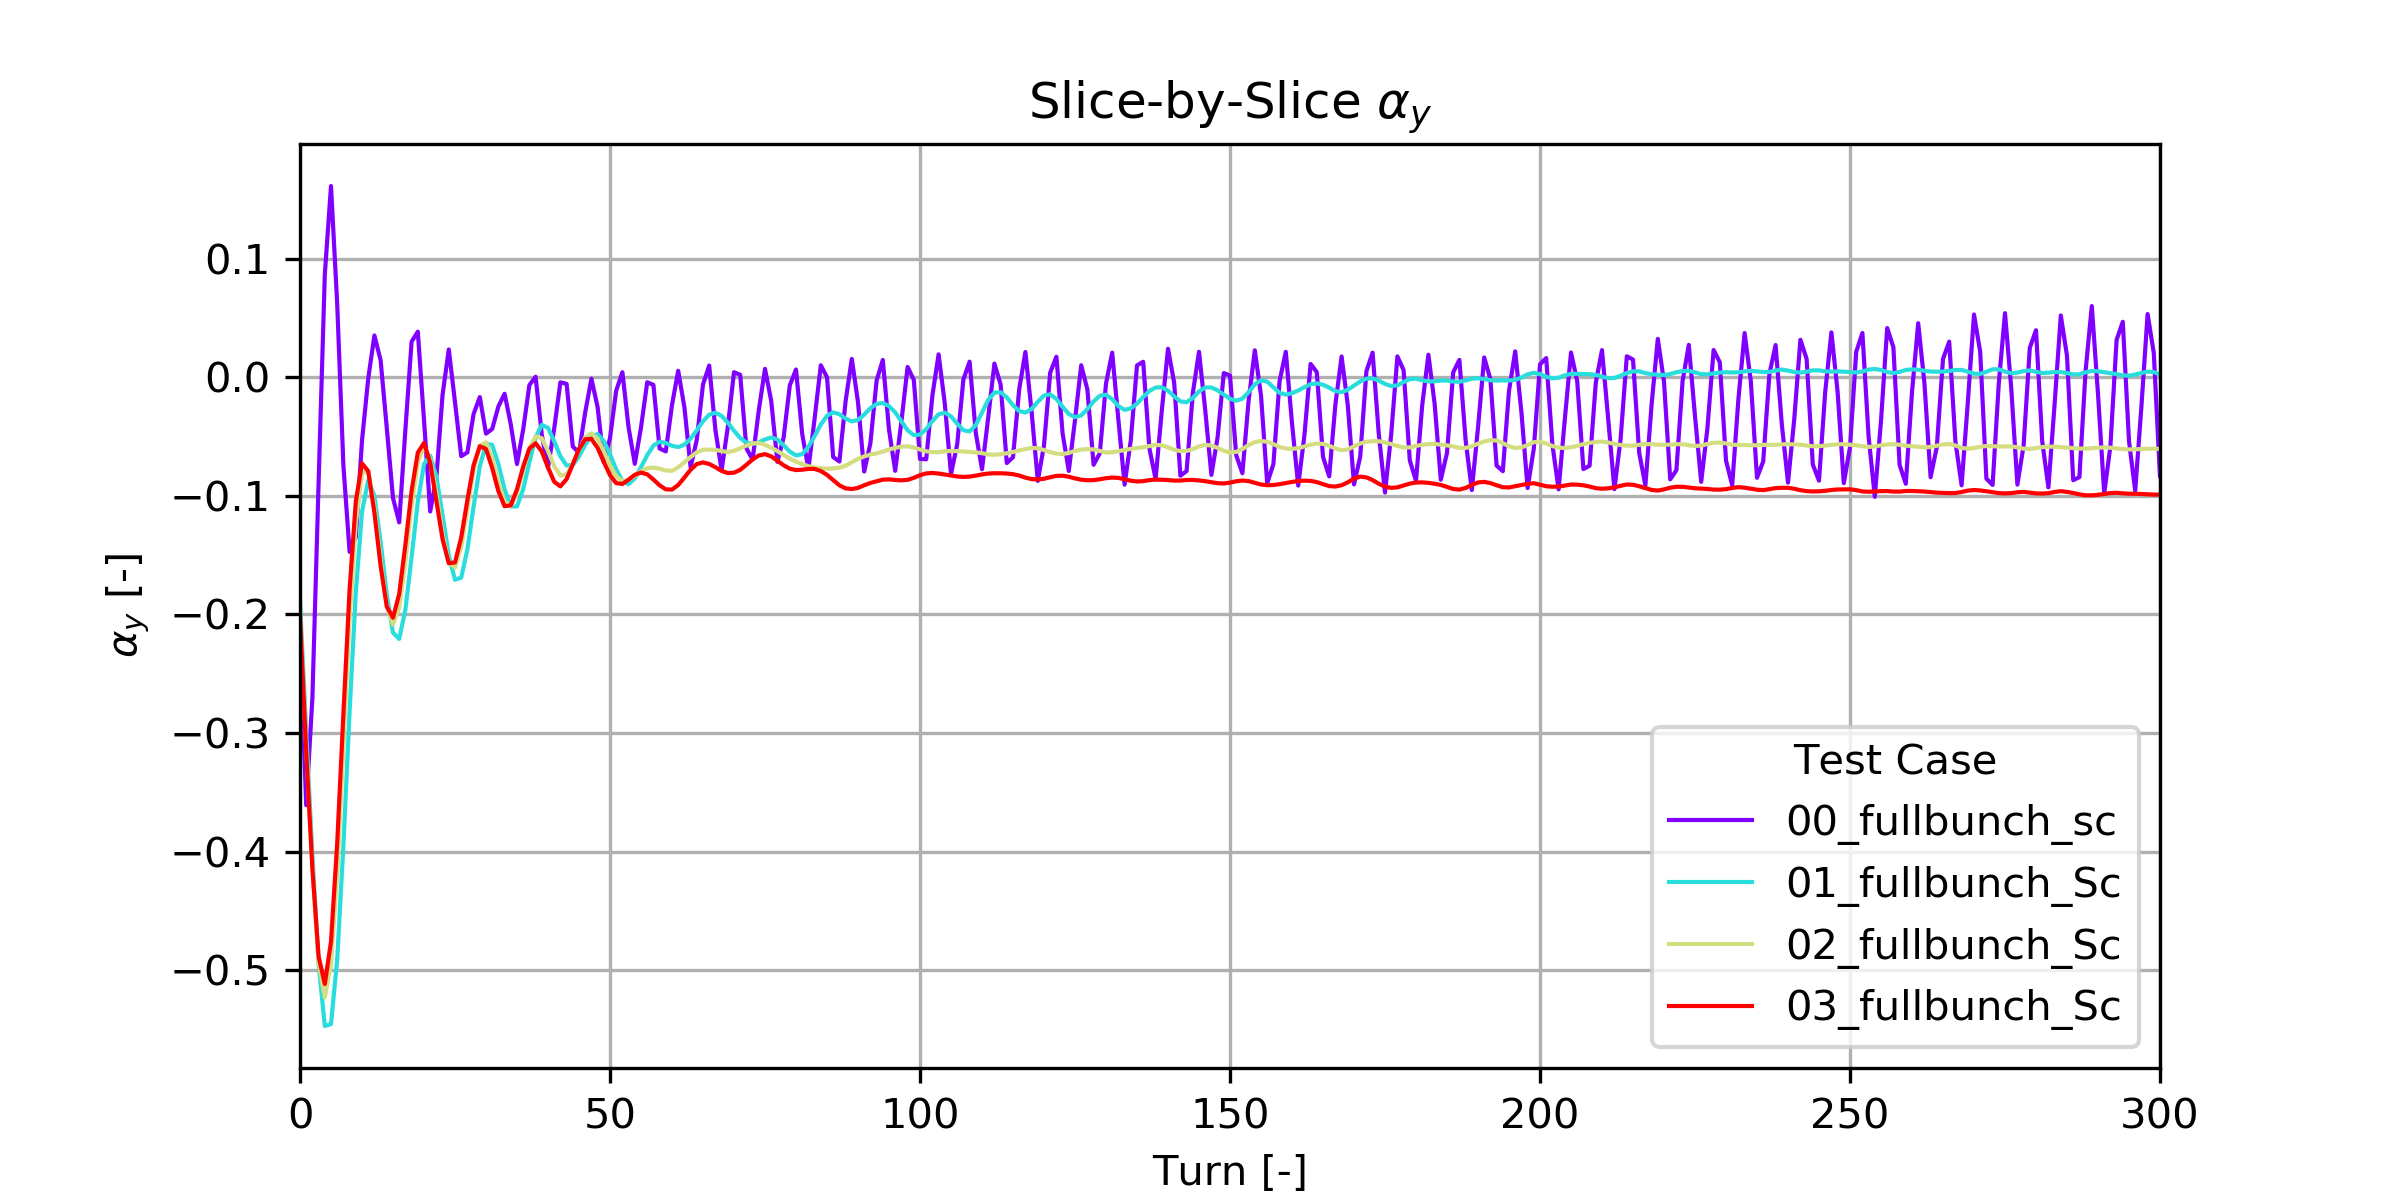 Slice-by-Slice αy
0.1
0.0
−0.1
−0.2
−0.3
−0.4
−0.5
αy [-]
Test Case
00_fullbunch_sc
01_fullbunch_Sc
02_fullbunch_Sc
03_fullbunch_Sc
0 50 100 150 200 250 300
Turn [-]